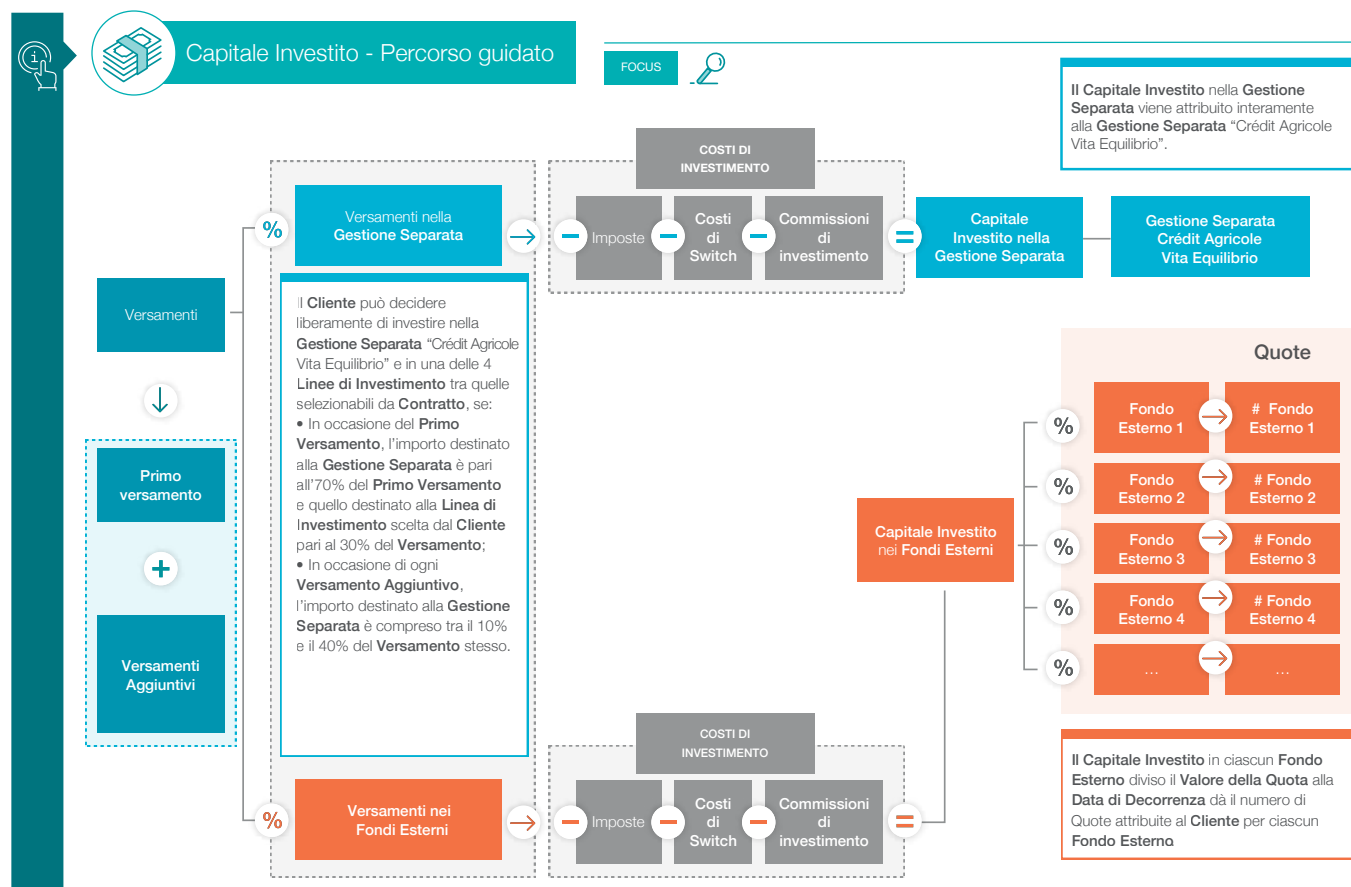 Capitale Investito - Percorso guidato
FOCUS
Il Capitale Investito nella Gestione
Separata viene attribuito interamente
alla Gestione Separata “Crédit Agricole
Vita Equilibrio”.
COSTI DI
INVESTIMENTO
%
Versamenti nella
Gestione Separata
Imposte
Costi
di
Switch
Commissioni
di
investimento
=
Capitale
Investito nella
Gestione Separata
Gestione Separata
Crédit Agricole
Vita Equilibrio
Versamenti
Primo
versamento
+
Versamenti
Aggiuntivi
Il Cliente può decidere
liberamente di investire nella
Gestione Separata “Crédit Agricole
Vita Equilibrio” e in una delle 4
Linee di Investimento tra quelle
selezionabili da Contratto, se:
• In occasione del Primo
Versamento, l’importo destinato
alla Gestione Separata è pari
all’70% del Primo Versamento
e quello destinato alla Linea di
Investimento scelta dal Cliente
pari al 30% del Versamento;
• In occasione di ogni
Versamento Aggiuntivo,
l’importo destinato alla Gestione
Separata è compreso tra il 10%
e il 40% del Versamento stesso.
Quote
%
Fondo
Esterno 1
# Fondo
Esterno 1
%
Fondo
Esterno 2
# Fondo
Esterno 2
%
Fondo
Esterno 3
# Fondo
Esterno 3
%
Fondo
Esterno 4
# Fondo
Esterno 4
%
...
...
Capitale Investito
nei Fondi Esterni
COSTI DI
INVESTIMENTO
%
Versamenti nei
Fondi Esterni
Imposte
Costi
di
Switch
Commissioni
di
investimento
=
Il Capitale Investito in ciascun Fondo
Esterno diviso il Valore della Quota alla
Data di Decorrenza dà il numero di
Quote attribuite al Cliente per ciascun
Fondo Esterno.